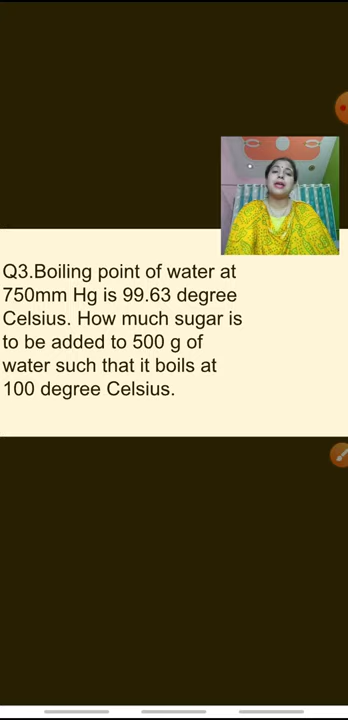 Q3.Boiling point of water at
750mm Hg is 99.63 degree
Celsius. How much sugar is
to be added to 500 g of
water such that it boils at
100 degree Celsius.